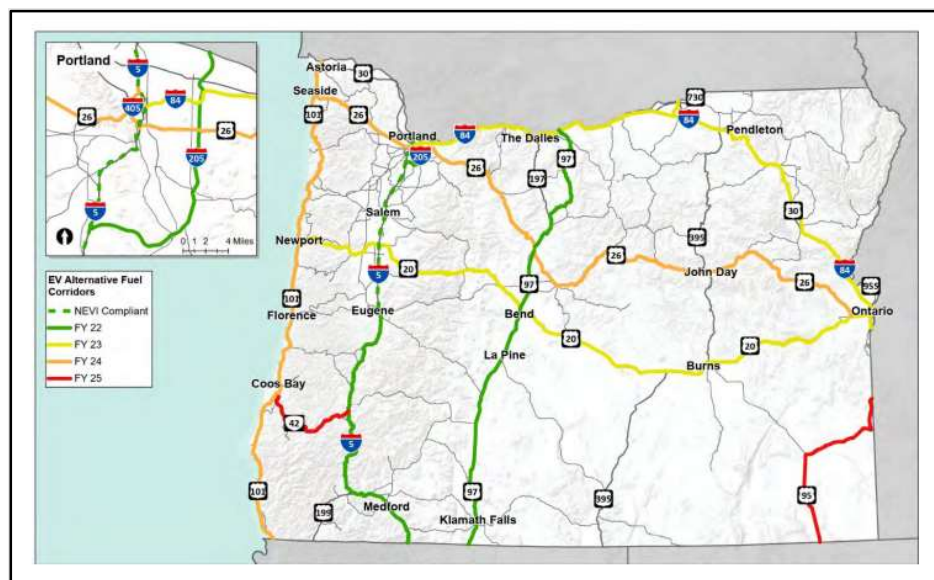 Portland
5
405
84
26
26
205
5
0 1 2 4 Miles
EV Alternative Fuel
Corridors
NEVI Compliant
FY 22
FY 23
FY 24
FY 25
Astoria
30
Seaside
101
26
Portland
84
205
The Dalles
730
84
Pendleton
97
26
197
Salem
30
Newport
20
395
5
26
John Day
84
26
101
97
955
Florence
Eugene
Bend
Ontario
20
20
La Pine
Burns
Coos Bay
42
5
101
97
395
95
199
Medford
Klamath Falls